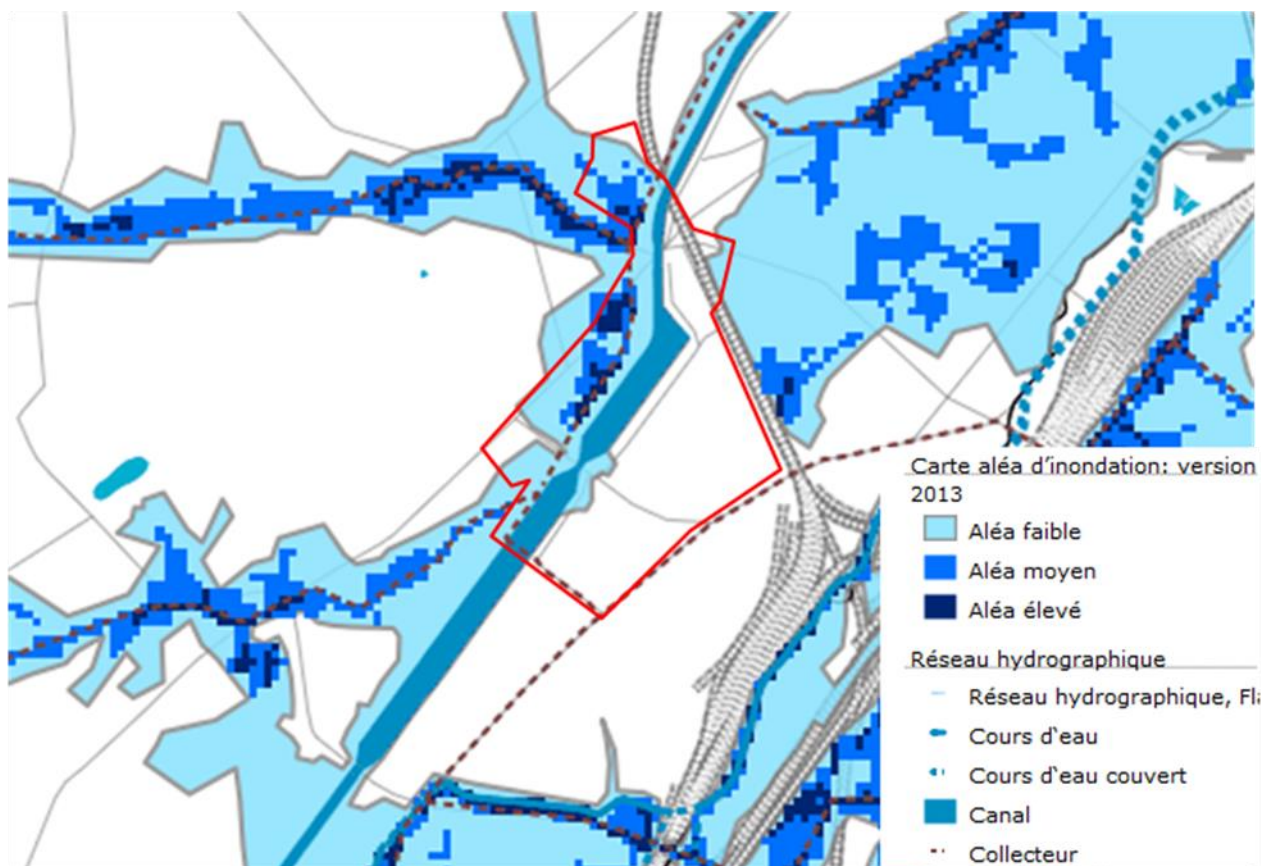 Carte aléa d'inondation: version
2013
Aléa faible
Aléa moyen
Aléa élevé
Réseau hydrographique
Réseau hydrographique,
Cours d'eau
Cours d'eau couvert
Canal
Collecteur